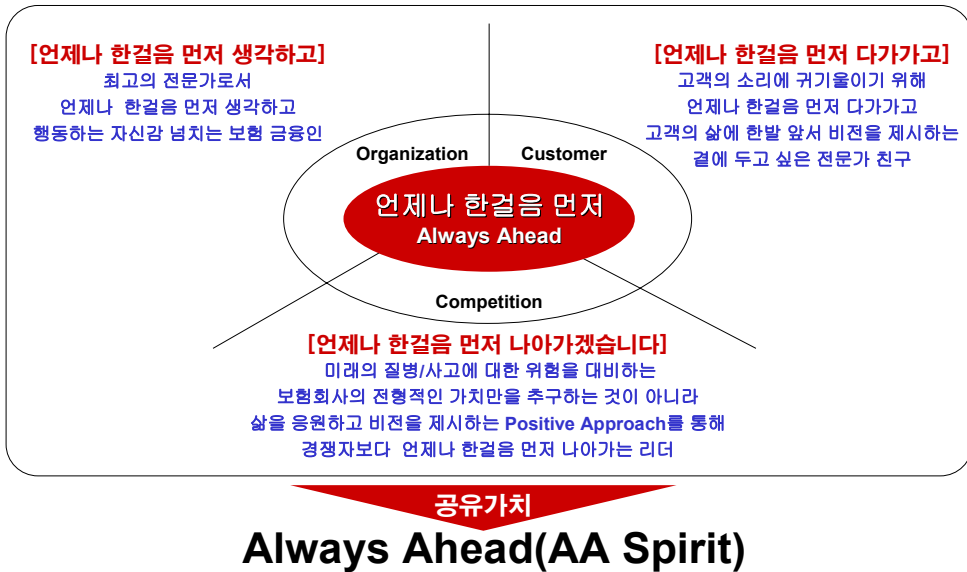 [언제나 한걸음 먼저 생각하고]
최고의 전문가로서
언제나 한걸음 먼저 생각하고
행동하는 자신감 넘치는 보험 금융인
[언제나 한걸음 먼저 다가가고]
고객의 소리에 귀기울이기 위해
언제나 한걸음 먼저 다가가고
고객의 삶에 한발 앞서 비전을 제시하는
곁에 두고 싶은 전문가 친구
Organization
Customer
언제나 한걸음 먼저
Always Ahead
Competition
[언제나 한걸음 먼저 나아가겠습니다]
미래의 질병/사고에 대한 위험을 대비하는
보험회사의 전형적인 가치만을 추구하는 것이 아니라
삶을 응원하고 비전을 제시하는 Positive Approach를 통해
경쟁자보다 언제나 한걸음 먼저 나아가는 리더
공유가치
Always Ahead(AA Spirit)